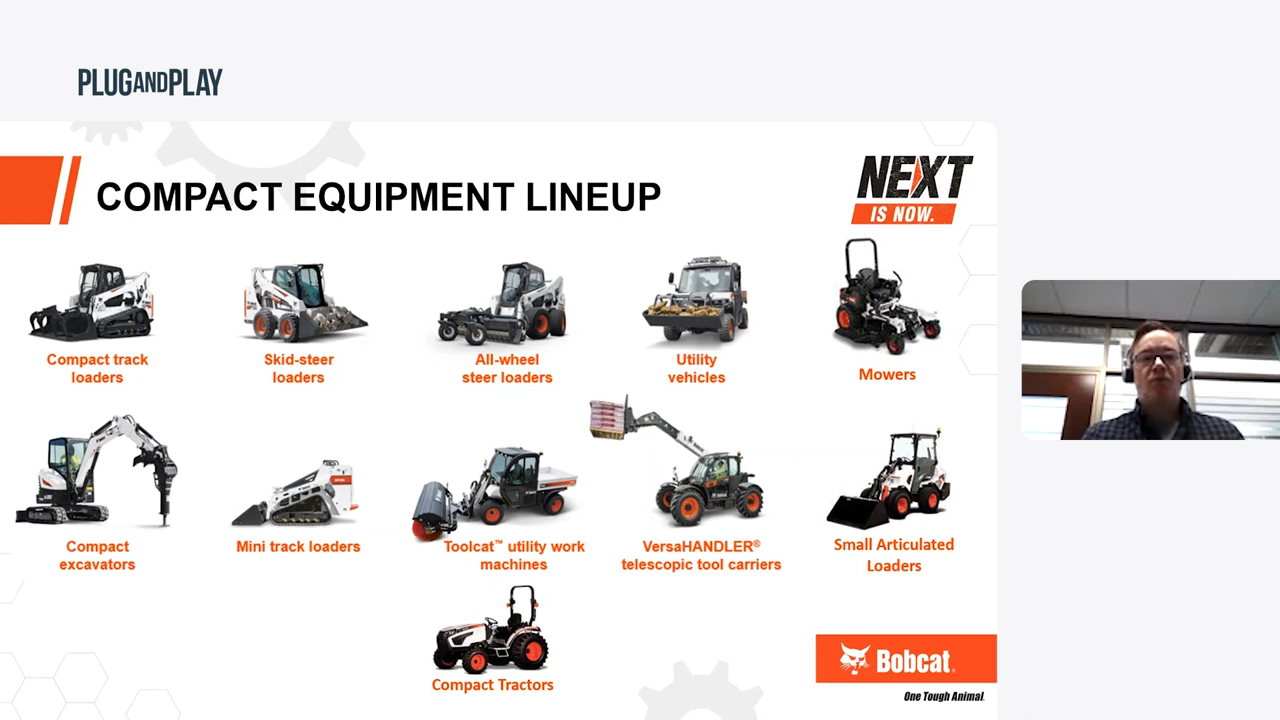 PLUGANDPLAY
COMPACT EQUIPMENT LINEUP
NEXT
IS NOW.
Compact track
loaders
Skid-steer
loaders
All-wheel
steer loaders
Utility
vehicles
Mowers
Compact
excavators
Mini track loaders
Toolcat™ utility work
machines
VersaHANDLER®
telescopic tool carriers
Small Articulated
Loaders
Compact Tractors
Bobcat®
One Tough Animal.